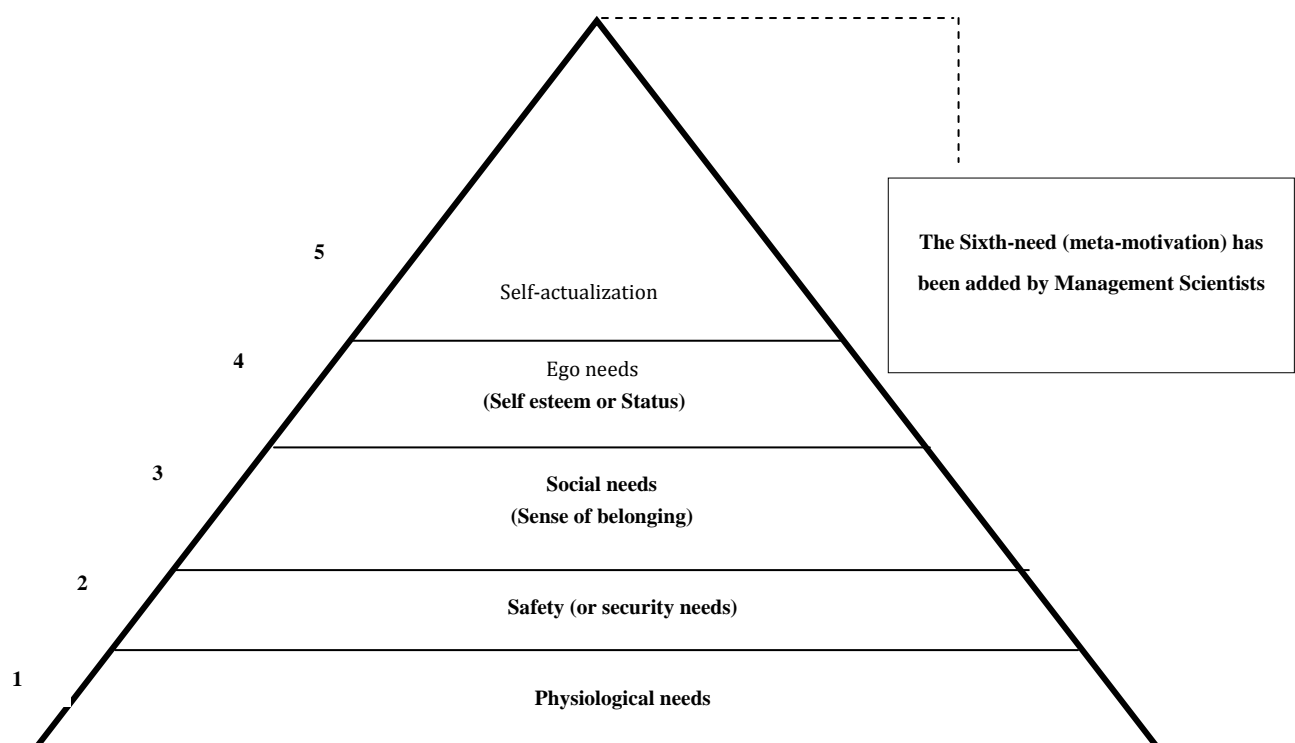 5
The Sixth-need (meta-motivation) has
been added by Management Scientists
Self-actualization
4
Ego needs
(Self esteem or Status)
3
Social needs
(Sense of belonging)
2
Safety (or security needs)
1
Physiological needs